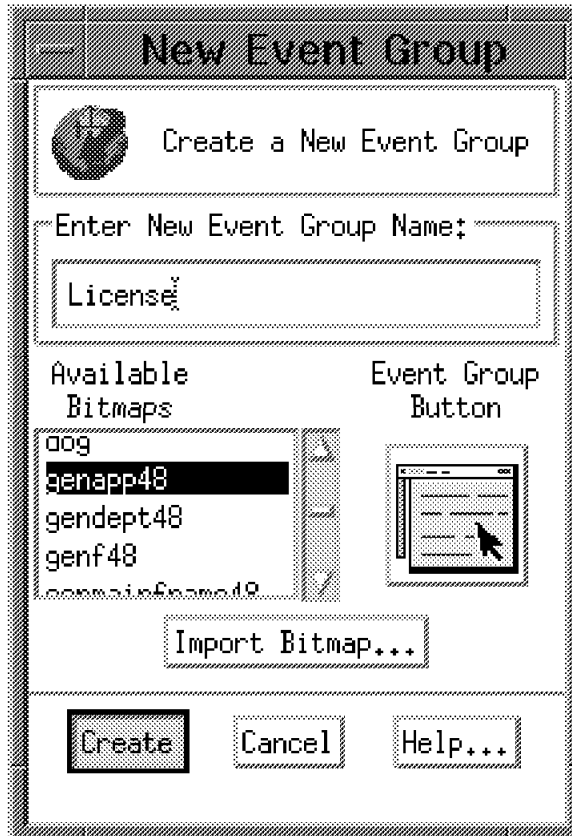 New Event Group
Create a New Event Group
Enter New Event Group Name:
License
Available
Bitmaps
Event Group
Button
genapp48
gendept48
genf48
Import Bitmap...
Create
Cancel
Help...